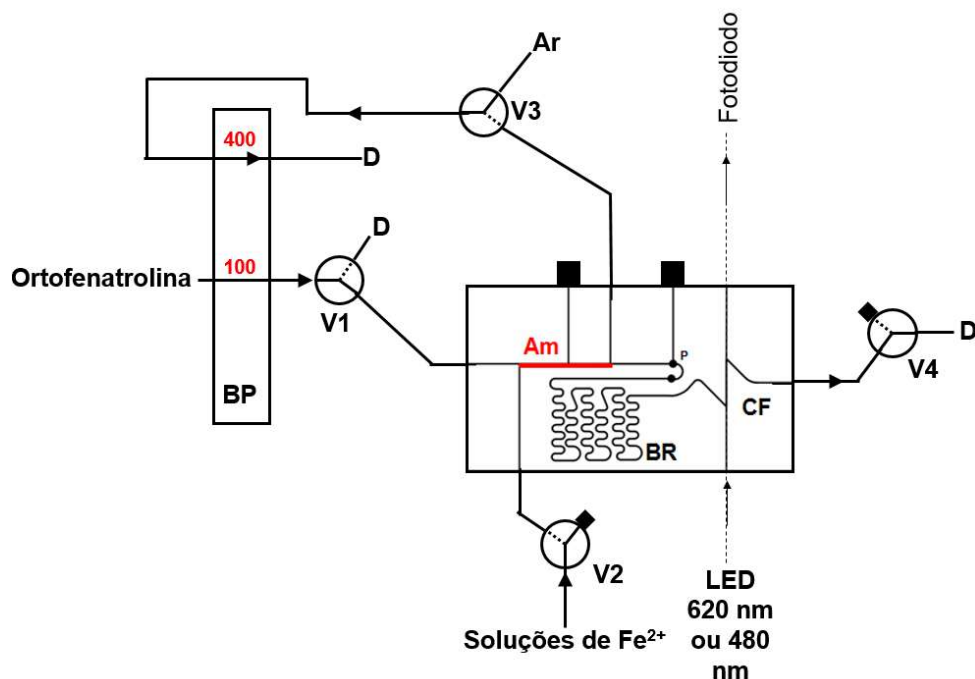 Ar
Fotodiodo
V3
400
D
D
Ortofenatrolina
100
V1
Am
P
V4
D
BP
CF
BR
V2
LED
620 nm
ou 480
nm
Soluções de Fe²⁺